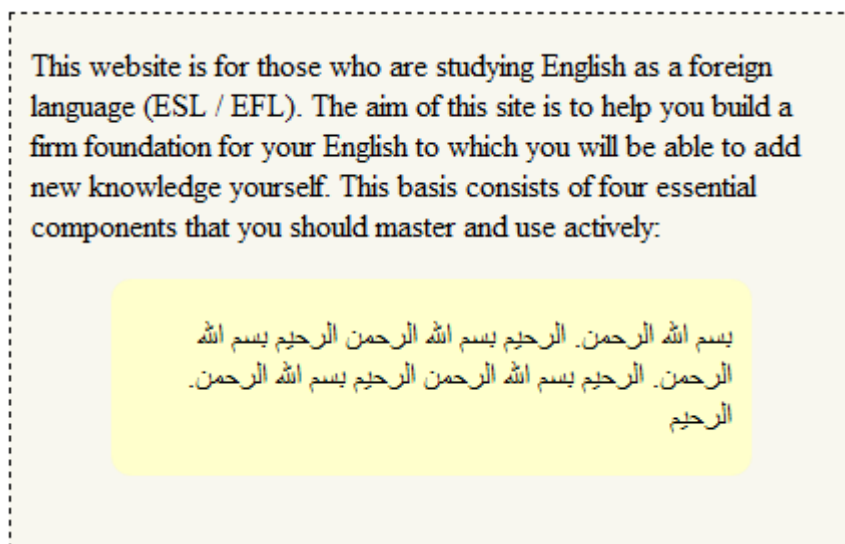 This website is for those who are studying English as a foreign
language (ESL / EFL). The aim of this site is to help you build a
firm foundation for your English to which you will be able to add
new knowledge yourself. This basis consists of four essential
components that you should master and use actively:
بسم الله الرحمن. الرحيم بسم الله الرحمن الرحيم بسم الله
الرحمن. الرحيم بسم الله الرحمن الرحيم بسم الله الرحمن.
الرحيم